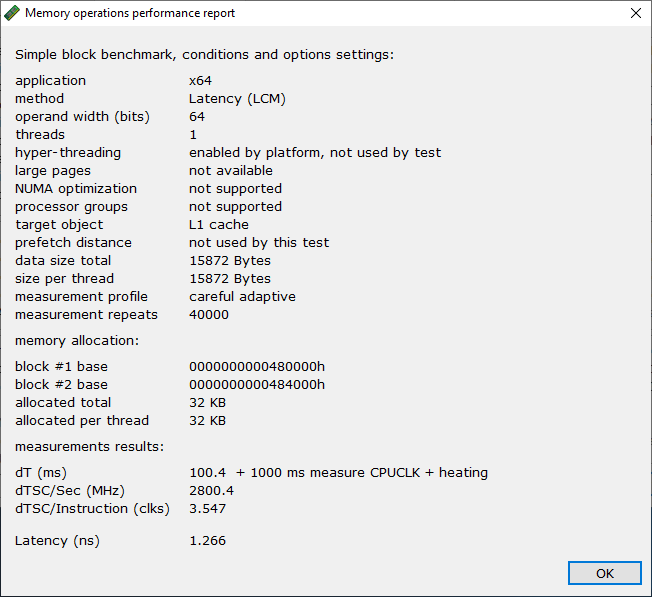 Memory operations performance report
Simple block benchmark, conditions and options settings:
application x64
method Latency (LCM)
operand width (bits) 64
threads 1
hyper-threading enabled by platform, not used by test
large pages not available
NUMA optimization not supported
processor groups not supported
target object L1 cache
prefetch distance not used by this test
data size total 15872 Bytes
size per thread 15872 Bytes
measurement profile careful adaptive
measurement repeats 40000
memory allocation:
block #1 base 0000000000480000h
block #2 base 0000000000484000h
allocated total 32 KB
allocated per thread 32 KB
measurements results:
dT (ms) 100.4 + 1000 ms measure CPUCLK + heating
dTSC/Sec (MHz) 2800.4
dTSC/Instruction (clks) 3.547
Latency (ns) 1.266
OK